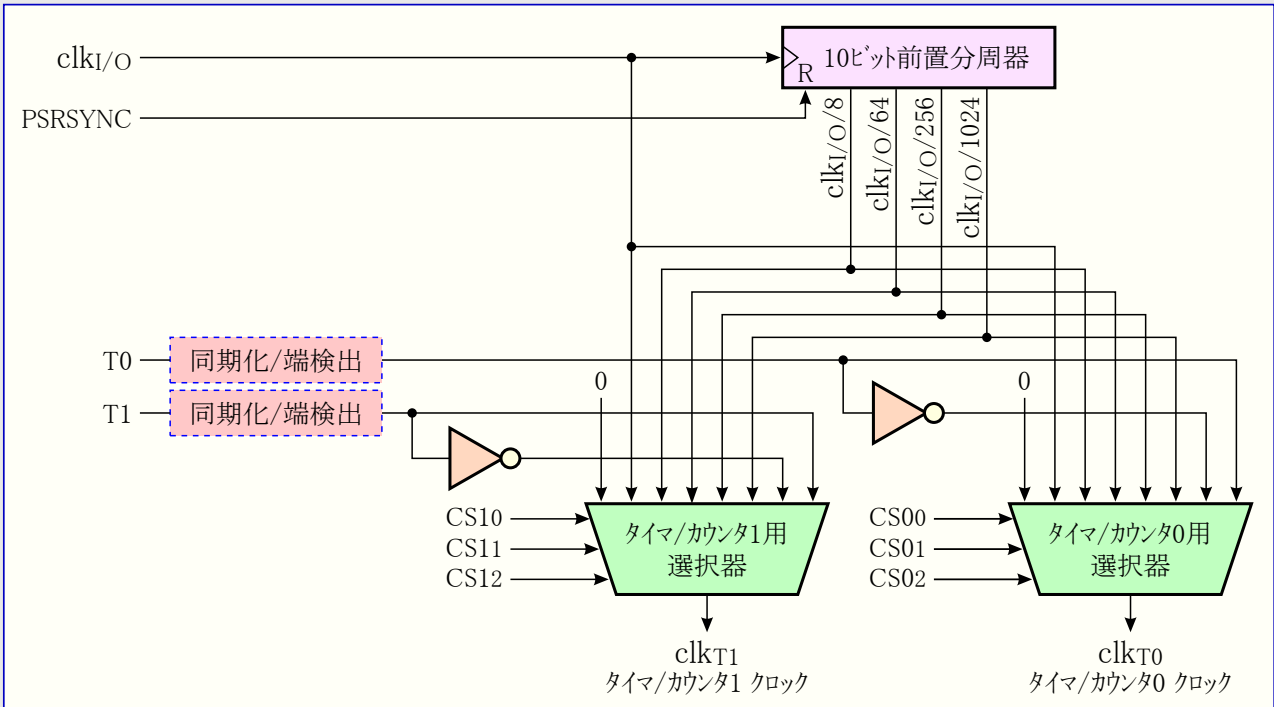 clkI/O
10ビット前置分周器
R
PSRSYNC
clkI/O/8
clkI/O/64
clkI/O/256
clkI/O/1024
T0
同期化/端検出
T1
同期化/端検出
0
0
CS10
CS11
CS12
タイマ/カウンタ1用
選択器
CS00
CS01
CS02
タイマ/カウンタ0用
選択器
clkT1
タイマ/カウンタ1 クロック
clkT0
タイマ/カウンタ0 クロック